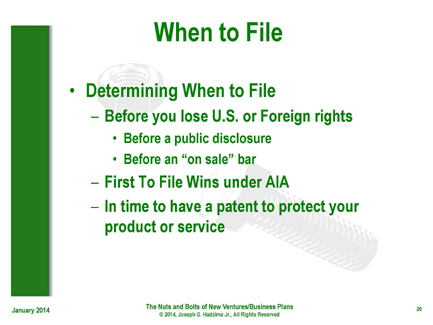 When to File
• Determining When to File
– Before you lose U.S. or Foreign rights
• Before a public disclosure
• Before an “on sale” bar
– First To File Wins under AIA
– In time to have a patent to protect your
product or service
January 2014
The Nuts and Bolts of New Ventures/Business Plans
© 2014, Joseph G. Hadzima Jr., All Rights Reserved
20